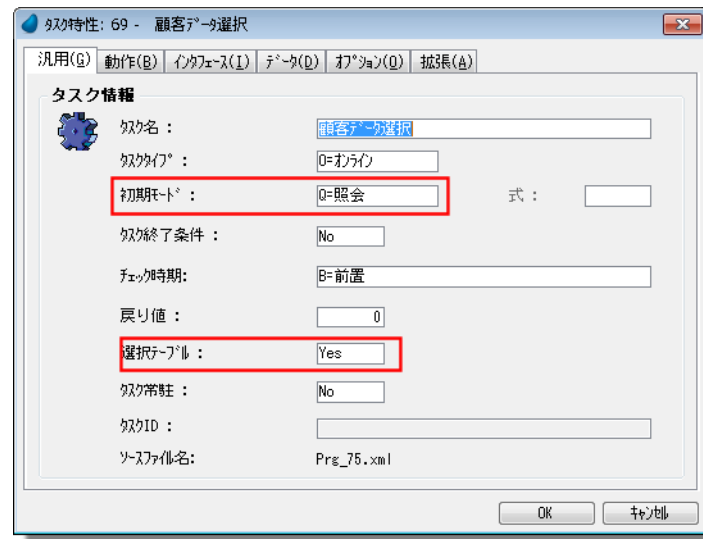 ﾀｽｸ特性: 69 -  顧客ﾃﾞｰﾀ選択
汎用(G) 動作(B) ｲﾝﾀﾌｪｰｽ(I) ﾃﾞｰﾀ(D) ｵﾌﾟｼｮﾝ(O) 拡張(A)
タスク情報
ﾀｽｸ名 : 顧客ﾃﾞｰﾀ選択
ﾀｽｸﾀｲﾌﾟ : O=ｵﾝﾗｲﾝ
初期ﾓｰﾄﾞ : Q=照会 式 :
ﾀｽｸ終了条件 : No
ﾁｪｯｸ時期: B=前置
戻り値 : 0
選択ﾃｰﾌﾞﾙ : Yes
ﾀｽｸ常駐 : No
ﾀｽｸID :
ｿｰｽﾌｧｲﾙ名: Prg_75.xml
OK ｷｬﾝｾﾙ